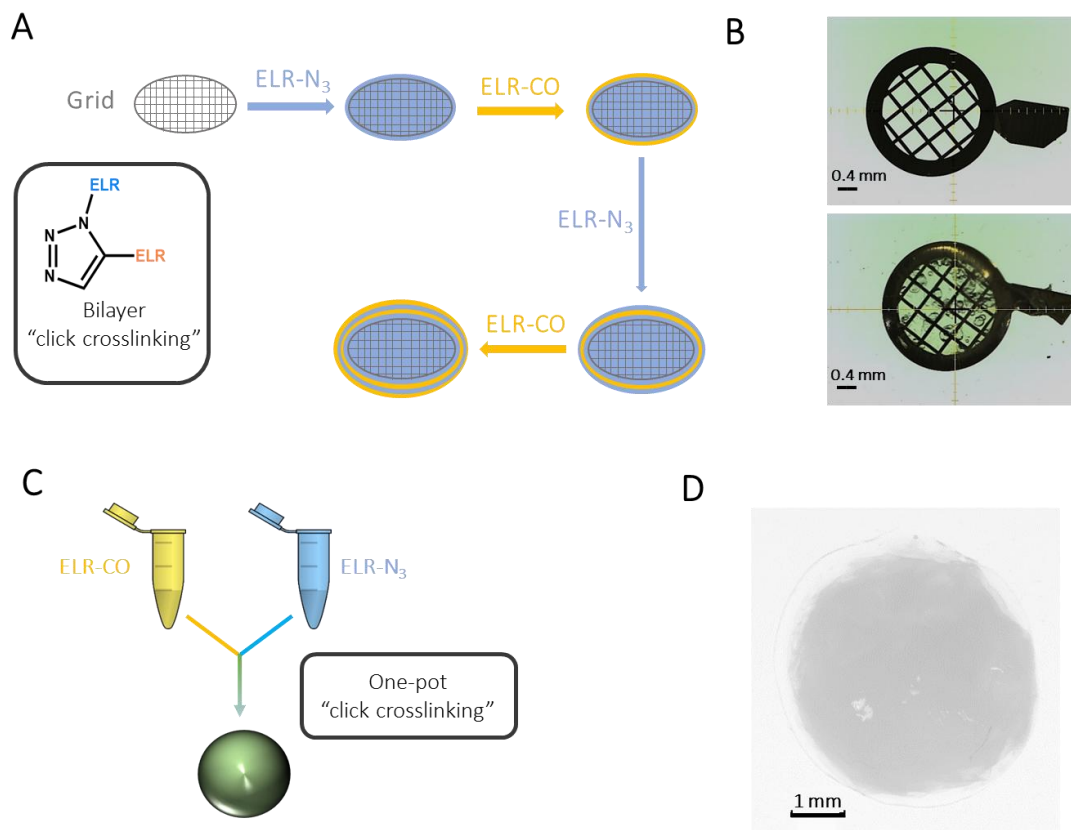 A
B
ELR-N₃
ELR-CO
Grid
0.4 mm
ELR
N
N
N
ELR
Bilayer
“click crosslinking”
ELR-N₃
ELR-CO
0.4 mm
C
D
ELR-CO
ELR-N₃
One-pot
“click crosslinking”
1 mm